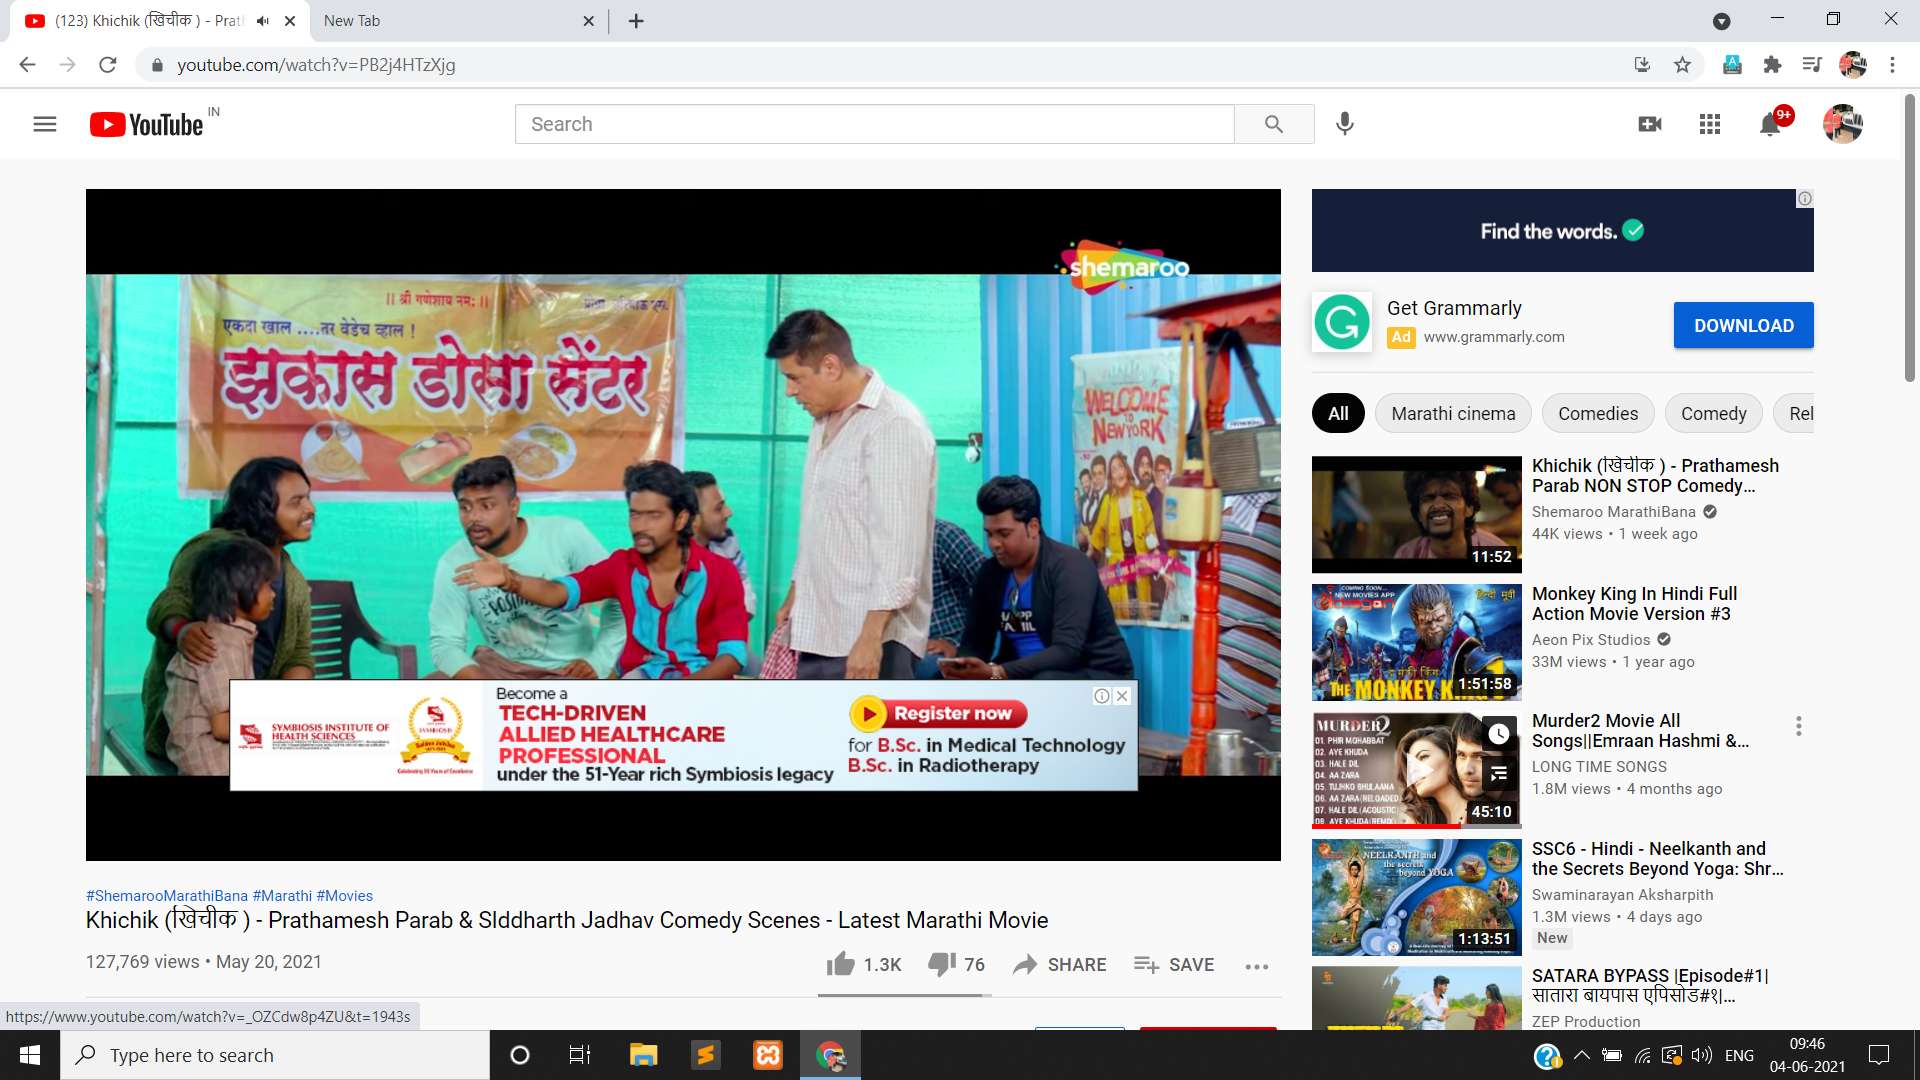 (123) Khichik (खिचीक ) - Prat
New Tab
youtube.com/watch?v=PB2j4HTzXjg
YouTube IN
Search
9+
shemaroo
|| श्री गणेशाय नमः ||
एकदा खाल ....तर वेडेच व्हाल !
झकास डोसा सेंटर
WELCOME
TO
NEW YORK
SYMBIOSIS INSTITUTE OF
HEALTH SCIENCES
SYMBIOSIS
Become a
TECH-DRIVEN
ALLIED HEALTHCARE
PROFESSIONAL
under the 51-Year rich Symbiosis legacy
Register now
for B.Sc. in Medical Technology
B.Sc. in Radiotherapy
#ShemarooMarathiBana #Marathi #Movies
Khichik (खिचीक ) - Prathamesh Parab & SIddharth Jadhav Comedy Scenes - Latest Marathi Movie
127,769 views • May 20, 2021
1.3K
76
SHARE
SAVE
Find the words.
Get Grammarly
Ad www.grammarly.com
DOWNLOAD
All
Marathi cinema
Comedies
Comedy
Rel
11:52
Khichik (खिचीक ) - Prathamesh
Parab NON STOP Comedy...
Shemaroo MarathiBana
44K views • 1 week ago
COMING SOON
NEW MOVIES APP
हिन्दी मूवी
THE MONKEY K
1:51:58
Monkey King In Hindi Full
Action Movie Version #3
Aeon Pix Studios
33M views • 1 year ago
MURDER 2
01. PHIR MOHABBAT
02. AYE KHUDA
03. HALE DIL
04. AA ZARA
05. TUJHKO BHULAANA
06. AA ZARA (RELOADED)
07. HALE DIL (ACOUSTIC)
08. AYE KHUDA (REMIX)
45:10
Murder2 Movie All
Songs||Emraan Hashmi &...
LONG TIME SONGS
1.8M views • 4 months ago
NEELKANTH and
the secrets
beyond YOGA
1:13:51
SSC6 - Hindi - Neelkanth and
the Secrets Beyond Yoga: Shr...
Swaminarayan Aksharpith
1.3M views • 4 days ago
New
SATARA BYPASS |Episode#1|
सातारा बायपास एपिसोड#१|...
ZEP Production
https://www.youtube.com/watch?v=_OZCdw8p4ZU&t=1943s
Type here to search
ENG
09:46
04-06-2021